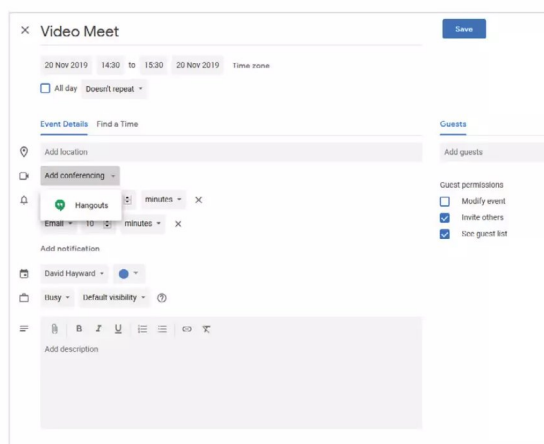 Video Meet
Save
20 Nov 2019 14:30 to 15:30 20 Nov 2019 Time zone
All day Doesn't repeat
Event Details Find a Time
Guests
Add location
Add guests
Add conferencing
Guest permissions
Hangouts
minutes
Modify event
Invite others
Email 10 minutes
See guest list
Add notification
David Hayward
Busy Default visibility
B I U
Add description